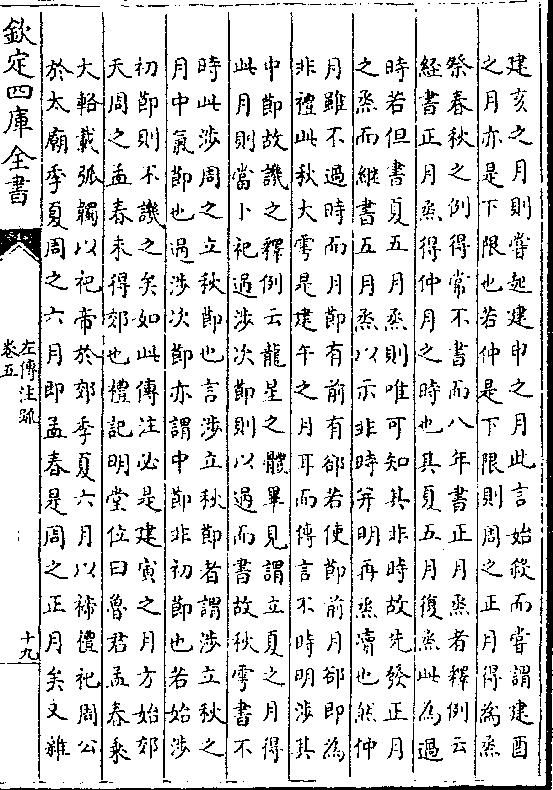 建亥之月則嘗起建申之月此言始殺而嘗謂建酉
之月亦是下限也若仲是下限則周之正月得為烝
祭春秋之例得常不書而八年書正月烝者釋例云
經書正月烝得仲月之時也其夏五月復烝此為過
時若但書夏五月烝則唯可知其非時故先發正月
之烝而繼書五月烝以示非時并明再烝瀆也然仲
月雖不過時而月節有前有郤若使節前月郤即為
非禮此秋大雩是建午之月耳而傳言不時明涉其
中節故譏之釋例云龍星之體畢見謂立夏之月得
此月則當卜祀過涉次節則以過而書故秋雩書不
時此涉周之立秋節也言涉立秋節者謂涉立秋之
月中氣節也過涉次節亦謂中節非初節也若始涉
初節則不譏之矣如此傳注必是建寅之月方始郊
天周之孟春未得郊也禮記明堂位曰魯君孟春乘
大輅載弧韣以祀帝於郊季夏六月以禘禮祀周公
於太廟季夏周之六月即孟春是周之正月矣又雜
欽定四庫全書
左傳注疏
卷五
十九